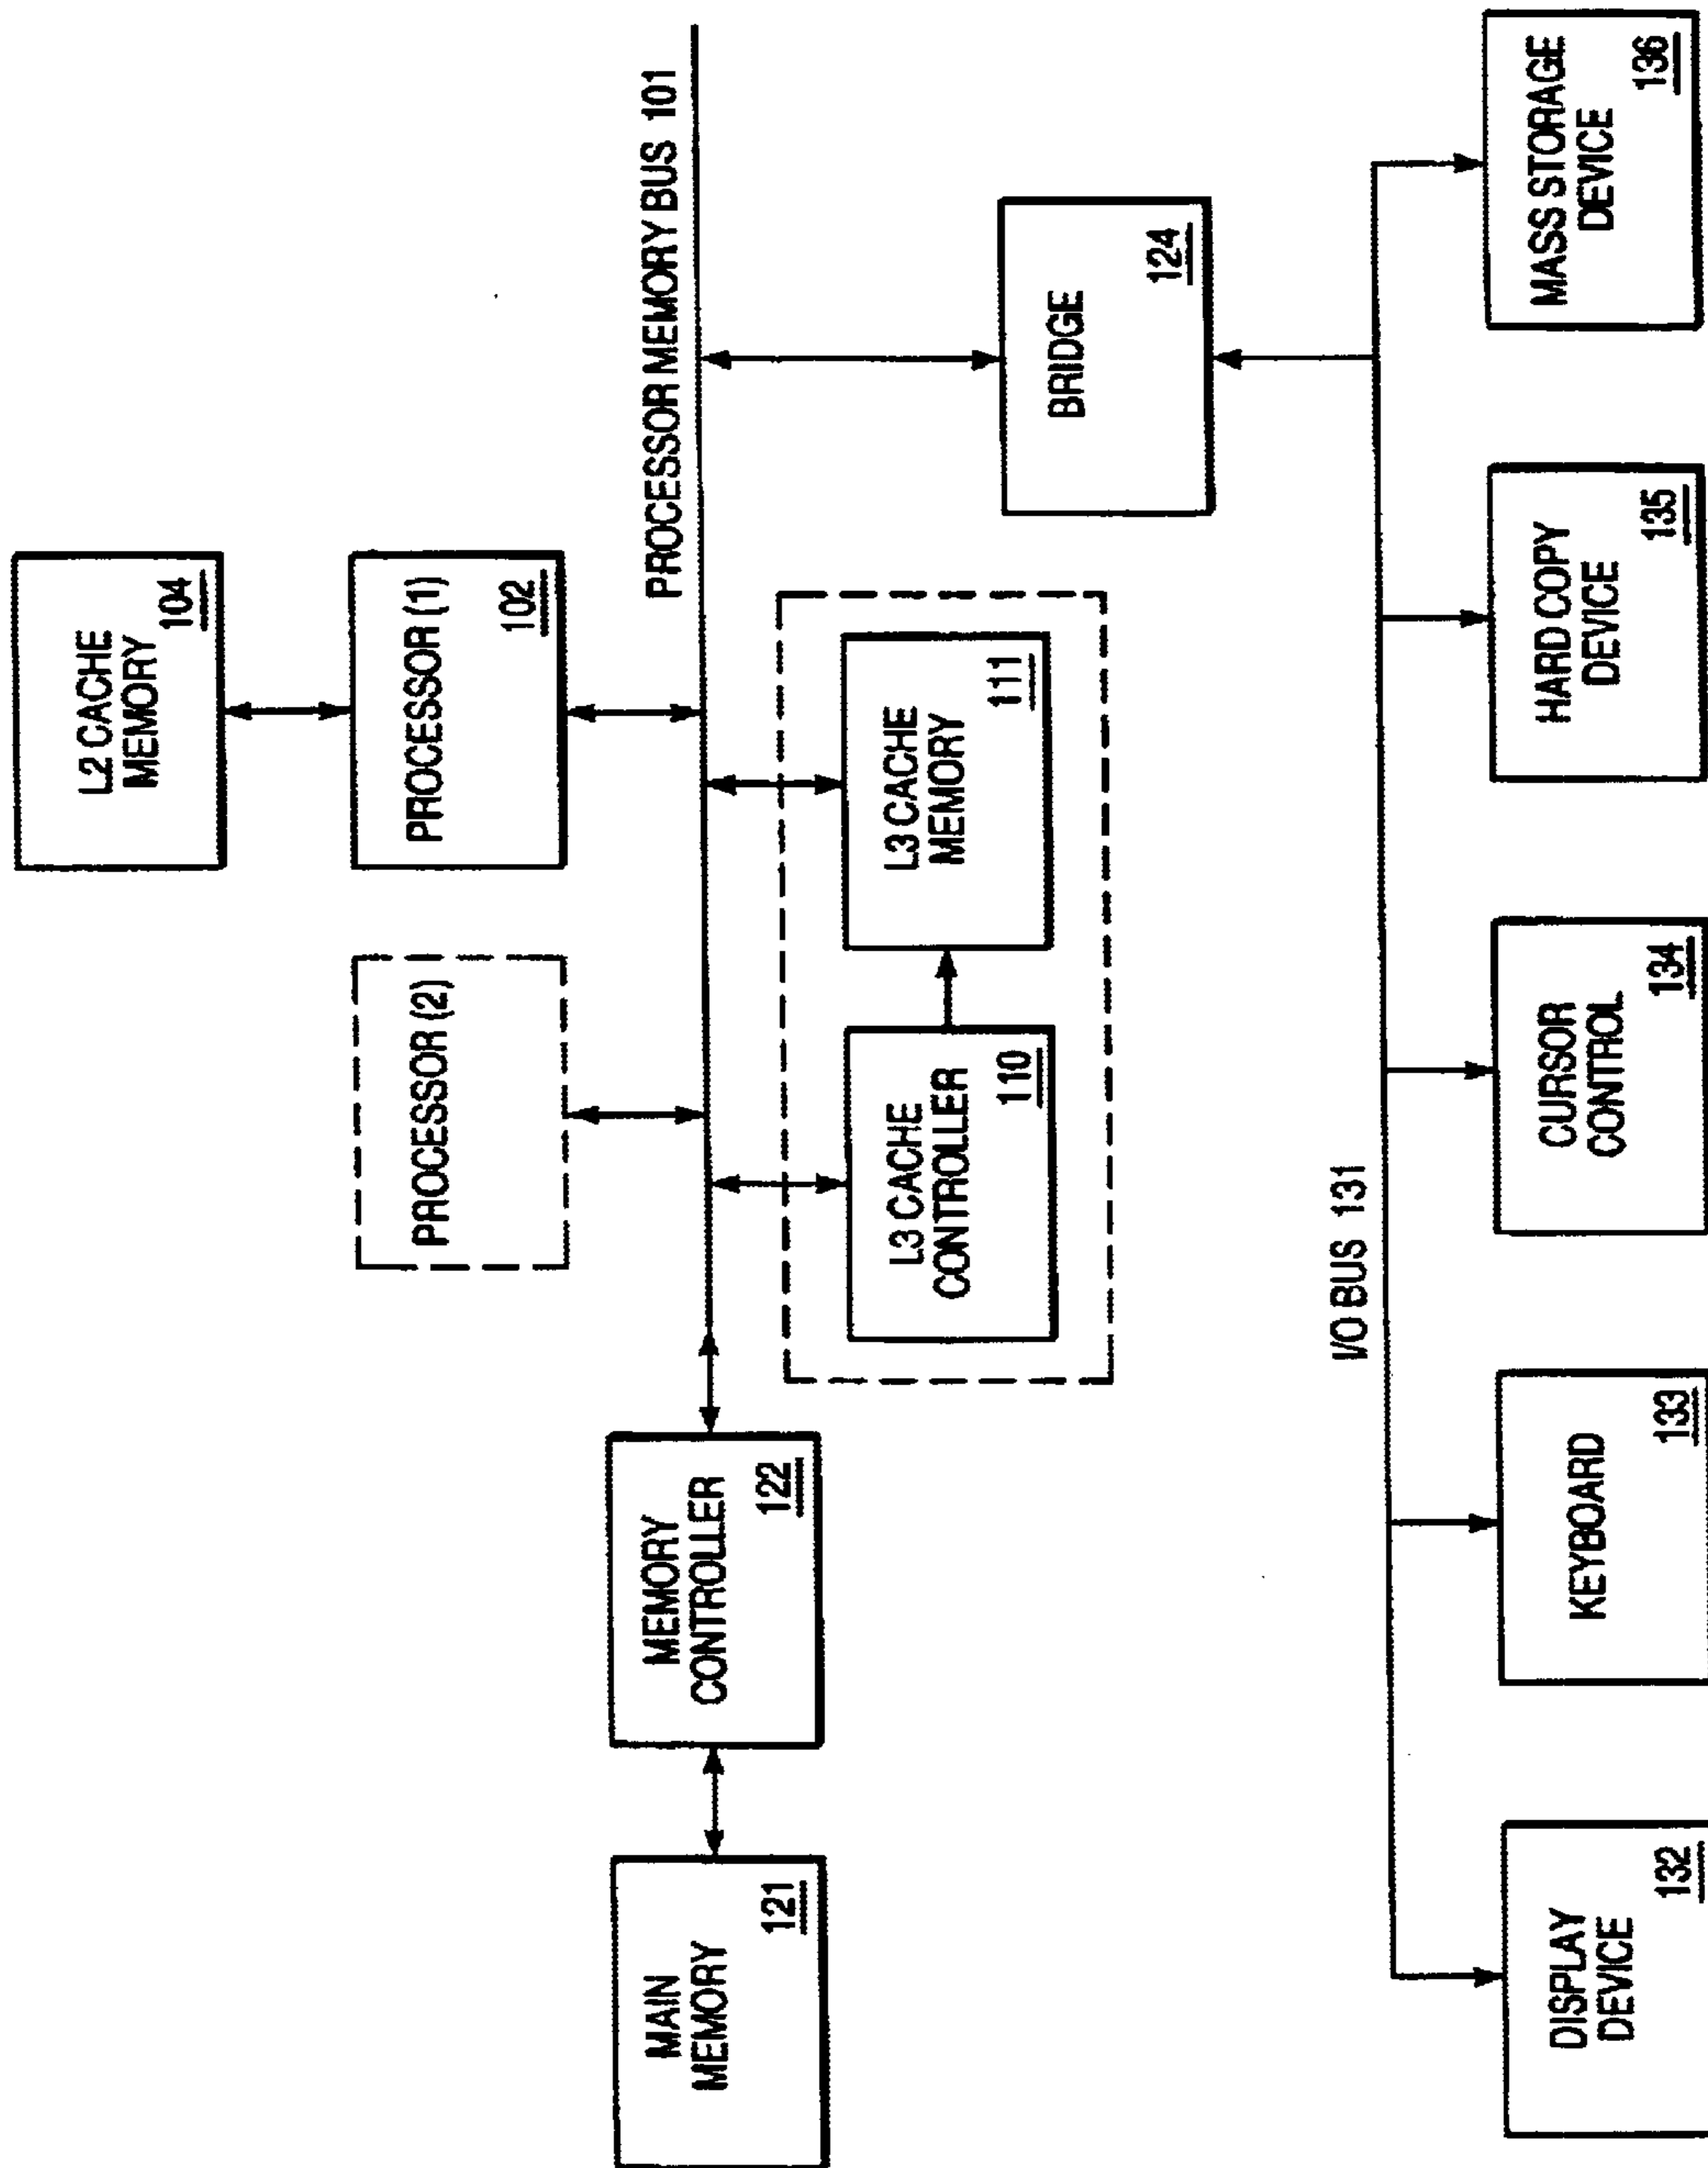 L2 CACHE
MEMORY
104
PROCESSOR (2)
PROCESSOR (1)
102
PROCESSOR MEMORY BUS 101
MAIN
MEMORY
121
MEMORY
CONTROLLER
122
L3 CACHE
CONTROLLER
110
L3 CACHE
MEMORY
111
BRIDGE
124
I/O BUS 131
DISPLAY
DEVICE
132
KEYBOARD
133
CURSOR
CONTROL
134
HARD COPY
DEVICE
135
MASS STORAGE
DEVICE
136